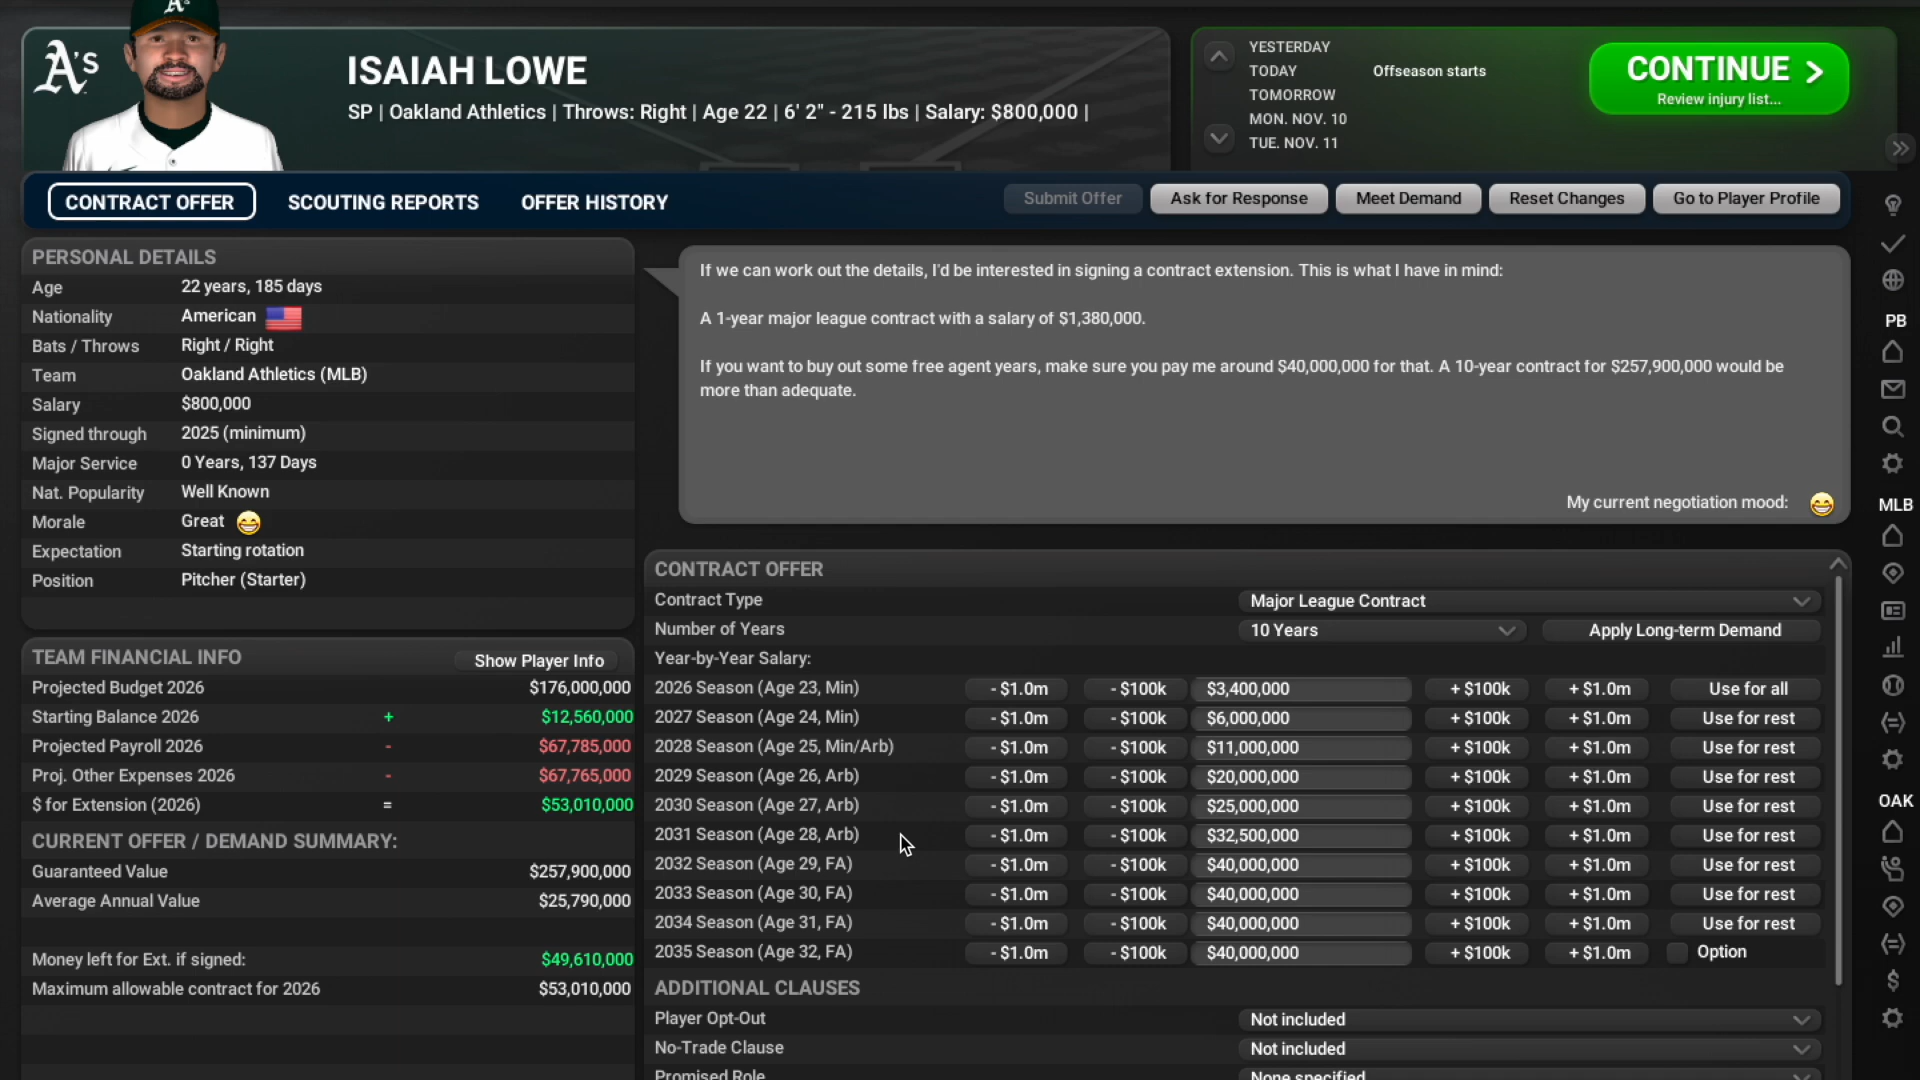 A's
A's
ISAIAH LOWE
SP | Oakland Athletics | Throws: Right | Age 22 | 6' 2" - 215 lbs | Salary: $800,000 |
YESTERDAY
TODAY Offseason starts
TOMORROW
MON. NOV. 10
TUE. NOV. 11
CONTINUE
Review injury list...
CONTRACT OFFER SCOUTING REPORTS OFFER HISTORY
Submit Offer Ask for Response Meet Demand Reset Changes Go to Player Profile
PERSONAL DETAILS
Age 22 years, 185 days
Nationality American
Bats / Throws Right / Right
Team Oakland Athletics (MLB)
Salary $800,000
Signed through 2025 (minimum)
Major Service 0 Years, 137 Days
Nat. Popularity Well Known
Morale Great
Expectation Starting rotation
Position Pitcher (Starter)
TEAM FINANCIAL INFO Show Player Info
Projected Budget 2026 $176,000,000
Starting Balance 2026 + $12,560,000
Projected Payroll 2026 - $67,785,000
Proj. Other Expenses 2026 - $67,765,000
$ for Extension (2026) = $53,010,000
CURRENT OFFER / DEMAND SUMMARY:
Guaranteed Value $257,900,000
Average Annual Value $25,790,000
Money left for Ext. if signed: $49,610,000
Maximum allowable contract for 2026 $53,010,000
If we can work out the details, I'd be interested in signing a contract extension. This is what I have in mind:
A 1-year major league contract with a salary of $1,380,000.
If you want to buy out some free agent years, make sure you pay me around $40,000,000 for that. A 10-year contract for $257,900,000 would be
more than adequate.
My current negotiation mood:
CONTRACT OFFER
Contract Type Major League Contract
Number of Years 10 Years Apply Long-term Demand
Year-by-Year Salary:
2026 Season (Age 23, Min) - $1.0m - $100k $3,400,000 + $100k + $1.0m Use for all
2027 Season (Age 24, Min) - $1.0m - $100k $6,000,000 + $100k + $1.0m Use for rest
2028 Season (Age 25, Min/Arb) - $1.0m - $100k $11,000,000 + $100k + $1.0m Use for rest
2029 Season (Age 26, Arb) - $1.0m - $100k $20,000,000 + $100k + $1.0m Use for rest
2030 Season (Age 27, Arb) - $1.0m - $100k $25,000,000 + $100k + $1.0m Use for rest
2031 Season (Age 28, Arb) - $1.0m - $100k $32,500,000 + $100k + $1.0m Use for rest
2032 Season (Age 29, FA) - $1.0m - $100k $40,000,000 + $100k + $1.0m Use for rest
2033 Season (Age 30, FA) - $1.0m - $100k $40,000,000 + $100k + $1.0m Use for rest
2034 Season (Age 31, FA) - $1.0m - $100k $40,000,000 + $100k + $1.0m Use for rest
2035 Season (Age 32, FA) - $1.0m - $100k $40,000,000 + $100k + $1.0m Option
ADDITIONAL CLAUSES
Player Opt-Out Not included
No-Trade Clause Not included
Promised Role None specified
PB
MLB
OAK